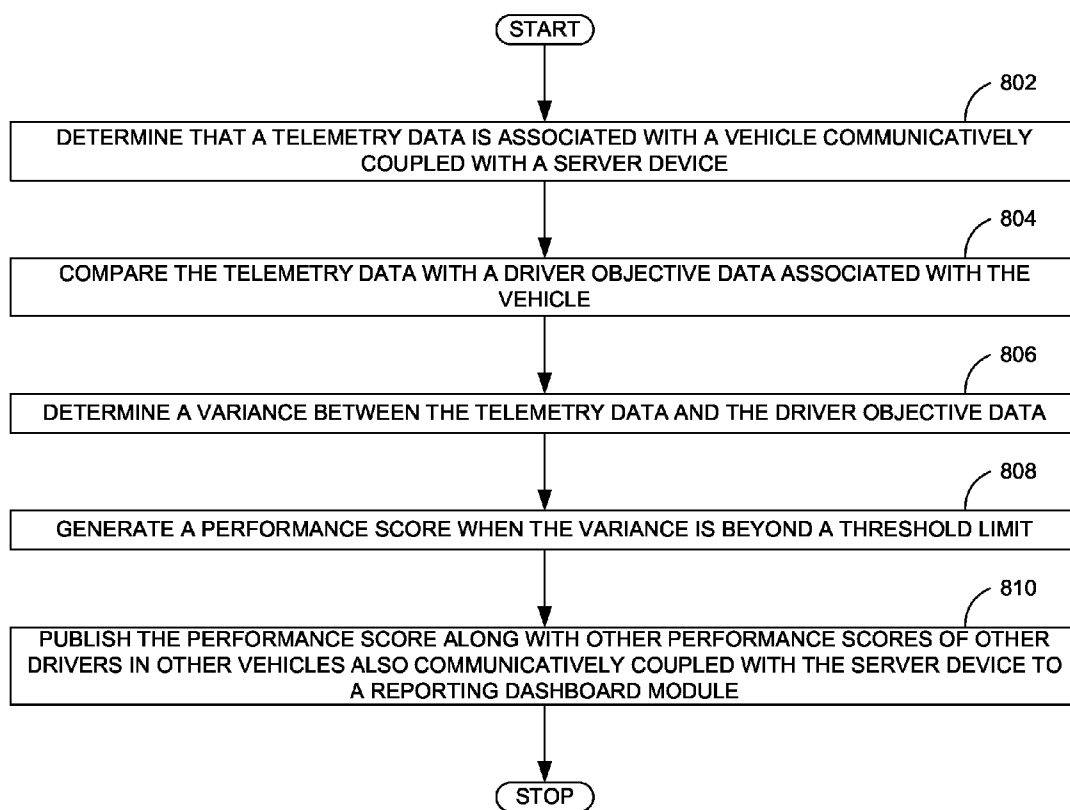 START
802
DETERMINE THAT A TELEMETRY DATA IS ASSOCIATED WITH A VEHICLE COMMUNICATIVELY
COUPLED WITH A SERVER DEVICE
804
COMPARE THE TELEMETRY DATA WITH A DRIVER OBJECTIVE DATA ASSOCIATED WITH THE
VEHICLE
806
DETERMINE A VARIANCE BETWEEN THE TELEMETRY DATA AND THE DRIVER OBJECTIVE DATA
808
GENERATE A PERFORMANCE SCORE WHEN THE VARIANCE IS BEYOND A THRESHOLD LIMIT
810
PUBLISH THE PERFORMANCE SCORE ALONG WITH OTHER PERFORMANCE SCORES OF OTHER
DRIVERS IN OTHER VEHICLES ALSO COMMUNICATIVELY COUPLED WITH THE SERVER DEVICE TO
A REPORTING DASHBOARD MODULE
STOP